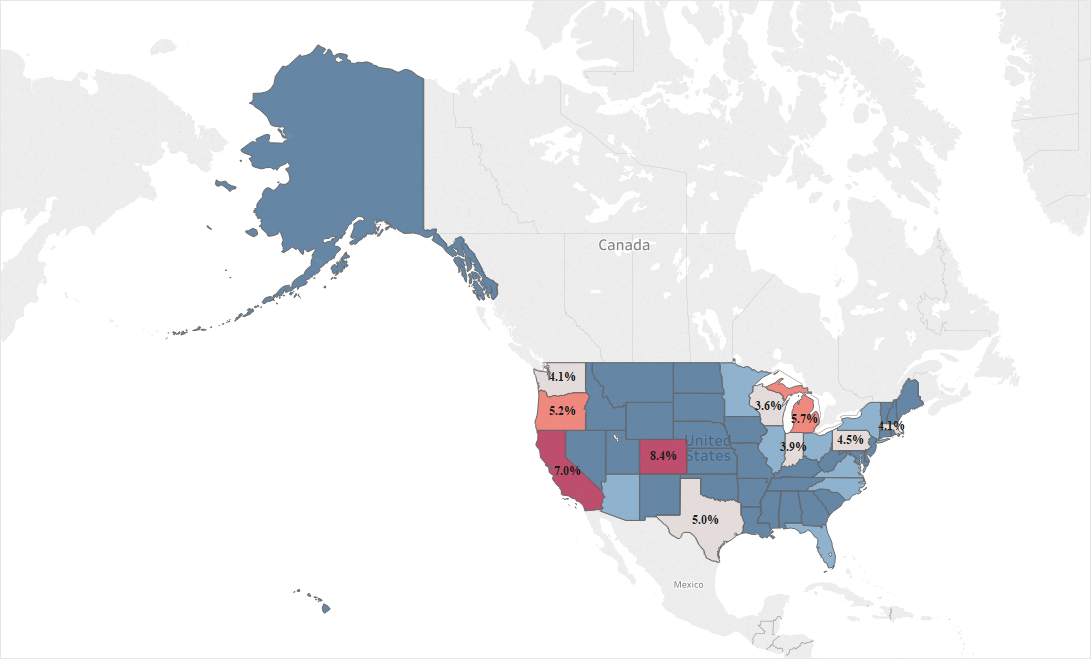 Canada
4.1%
3.6%
5.2%
5.7%
4.1%
4.5%
United
States
3.9%
8.4%
7.0%
5.0%
Mexico